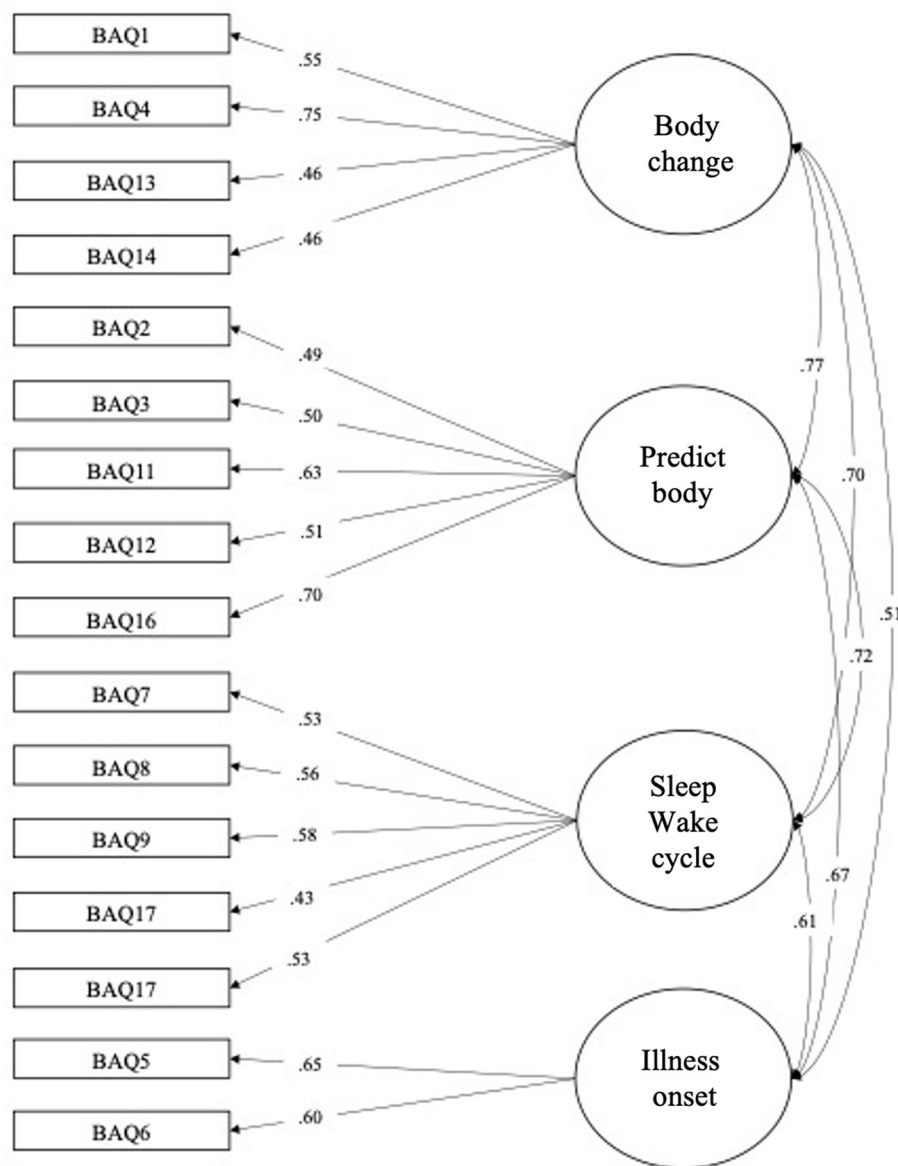 BAQ1
.55
BAQ4
.75
BAQ13
.46
BAQ14
.46
Body
change
BAQ2
.49
BAQ3
.50
BAQ11
.63
BAQ12
.51
BAQ16
.70
Predict
body
BAQ7
.53
BAQ8
.56
BAQ9
.58
BAQ17
.43
BAQ17
.53
Sleep
Wake
cycle
BAQ5
.65
BAQ6
.60
Illness
onset
.77
.70
.51
.72
.67
.61